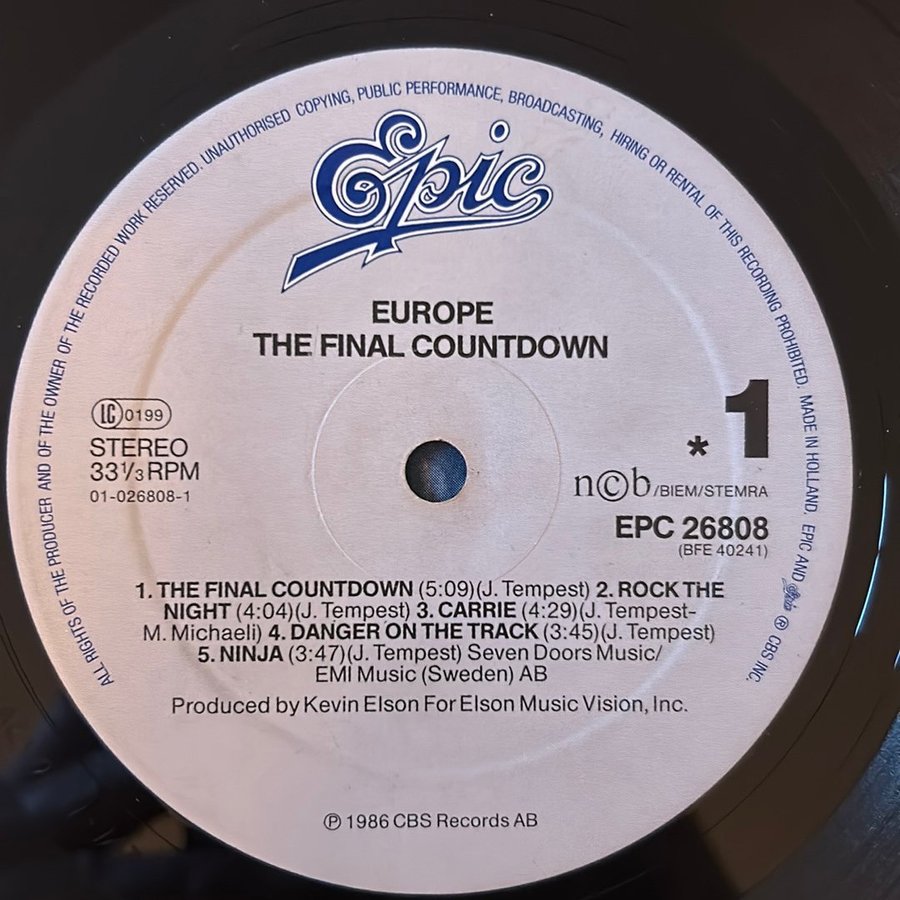 ALL RIGHTS OF THE PRODUCER AND OF THE OWNER OF THE RECORDED WORK RESERVED. UNAUTHORISED COPYING, PUBLIC PERFORMANCE, BROADCASTING, HIRING OR RENTAL OF THIS RECORDING PROHIBITED. MADE IN HOLLAND. EPIC AND Epic ® CBS INC.
Epic
EUROPE
THE FINAL COUNTDOWN
LC 0199
STEREO
33⅓ RPM
01-026808-1
* 1
n©b/BIEM/STEMRA
EPC 26808
(BFE 40241)
1. THE FINAL COUNTDOWN (5:09)(J. Tempest) 2. ROCK THE
NIGHT (4:04)(J. Tempest) 3. CARRIE (4:29)(J. Tempest-
M. Michaeli) 4. DANGER ON THE TRACK (3:45)(J. Tempest)
5. NINJA (3:47)(J. Tempest) Seven Doors Music/
EMI Music (Sweden) AB
Produced by Kevin Elson For Elson Music Vision, Inc.
℗ 1986 CBS Records AB